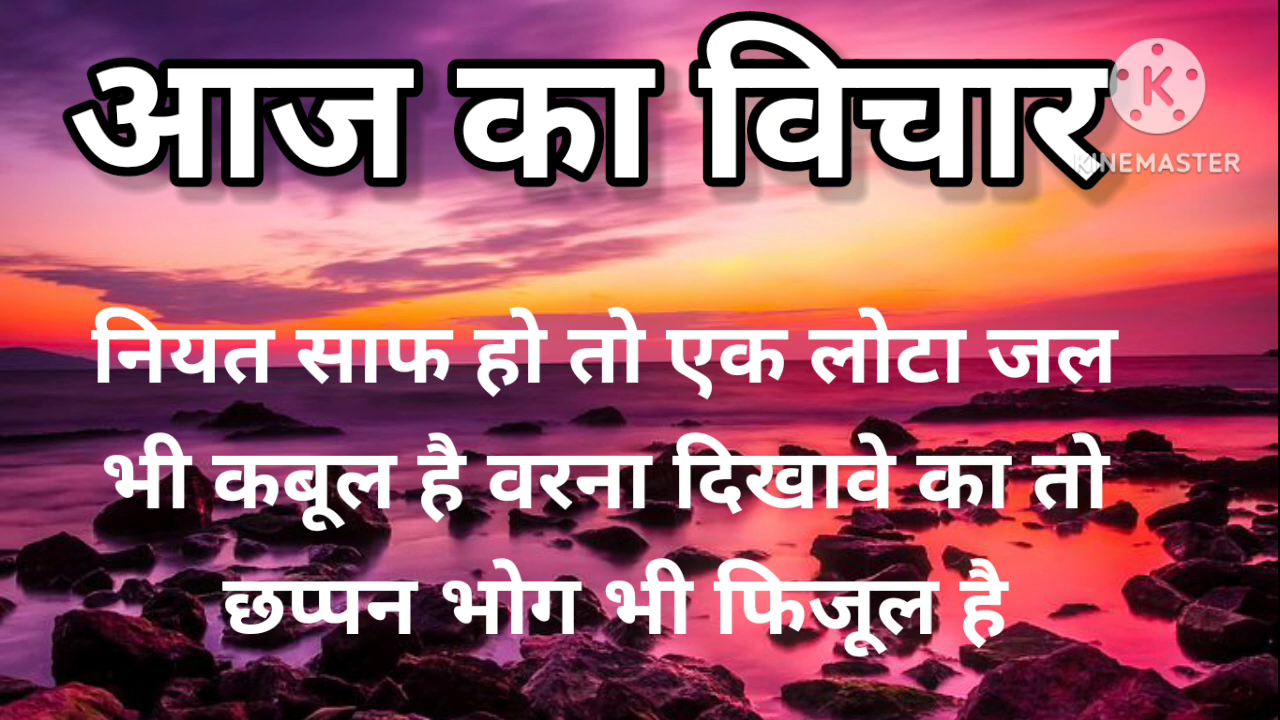 आज का विचार
K
KINEMASTER
नियत साफ हो तो एक लोटा जल
भी कबूल है वरना दिखावे का तो
छप्पन भोग भी फिजूल है